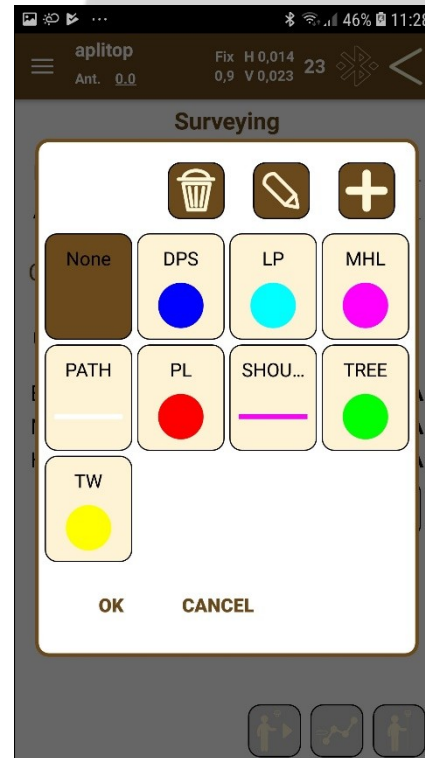 46% 11:28
aplitop Fix H 0,014 23
Ant. 0.0 0,9 V 0,023
Surveying
None DPS LP MHL
PATH PL SHOU... TREE
TW
OK CANCEL